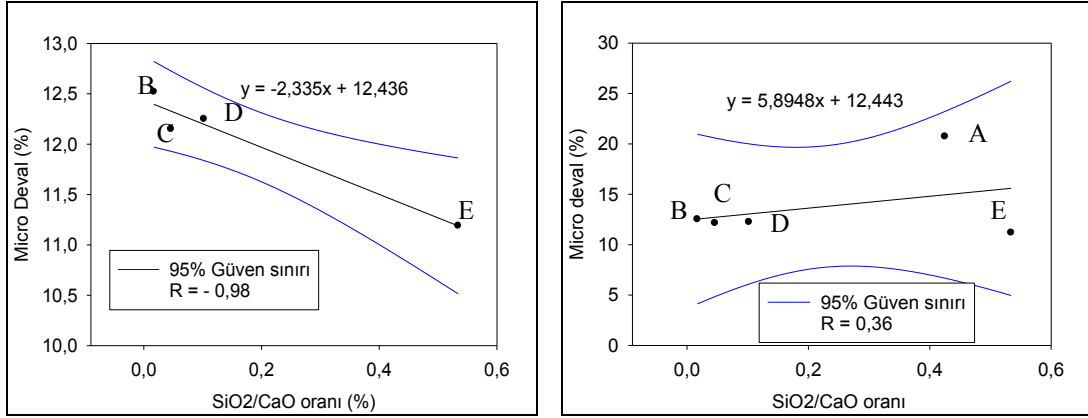 13,0
12,5
12,0
11,5
11,0
10,5
10,0
Micro Deval (%)
B
C
D
E
y = -2,335x + 12,436
95% Güven sınırı
R = - 0,98
0,0 0,2 0,4 0,6
SiO2/CaO oranı (%)
30
25
20
15
10
5
0
Micro deval (%)
y = 5,8948x + 12,443
A
B
C
D
E
95% Güven sınırı
R = 0,36
0,0 0,2 0,4 0,6
SiO2/CaO oranı